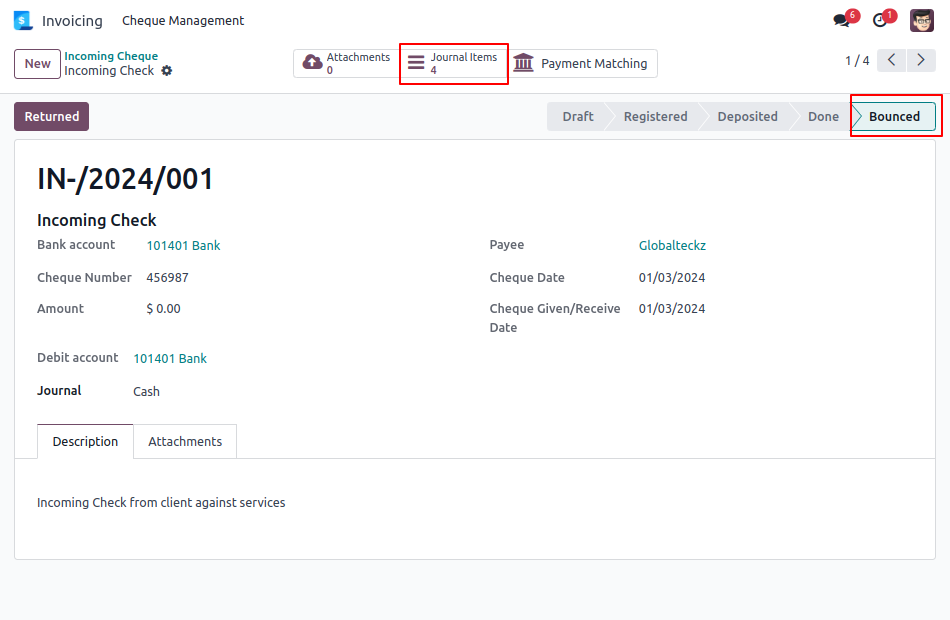 Invoicing Cheque Management 6 1
New Incoming Cheque Attachments Journal Items Payment Matching 1 / 4
Incoming Check 0 4
Returned Draft Registered Deposited Done Bounced
IN-/2024/001
Incoming Check
Bank account 101401 Bank Payee Globalteckz
Cheque Number 456987 Cheque Date 01/03/2024
Amount $ 0.00 Cheque Given/Receive 01/03/2024
Date
Debit account 101401 Bank
Journal Cash
Description Attachments
Incoming Check from client against services